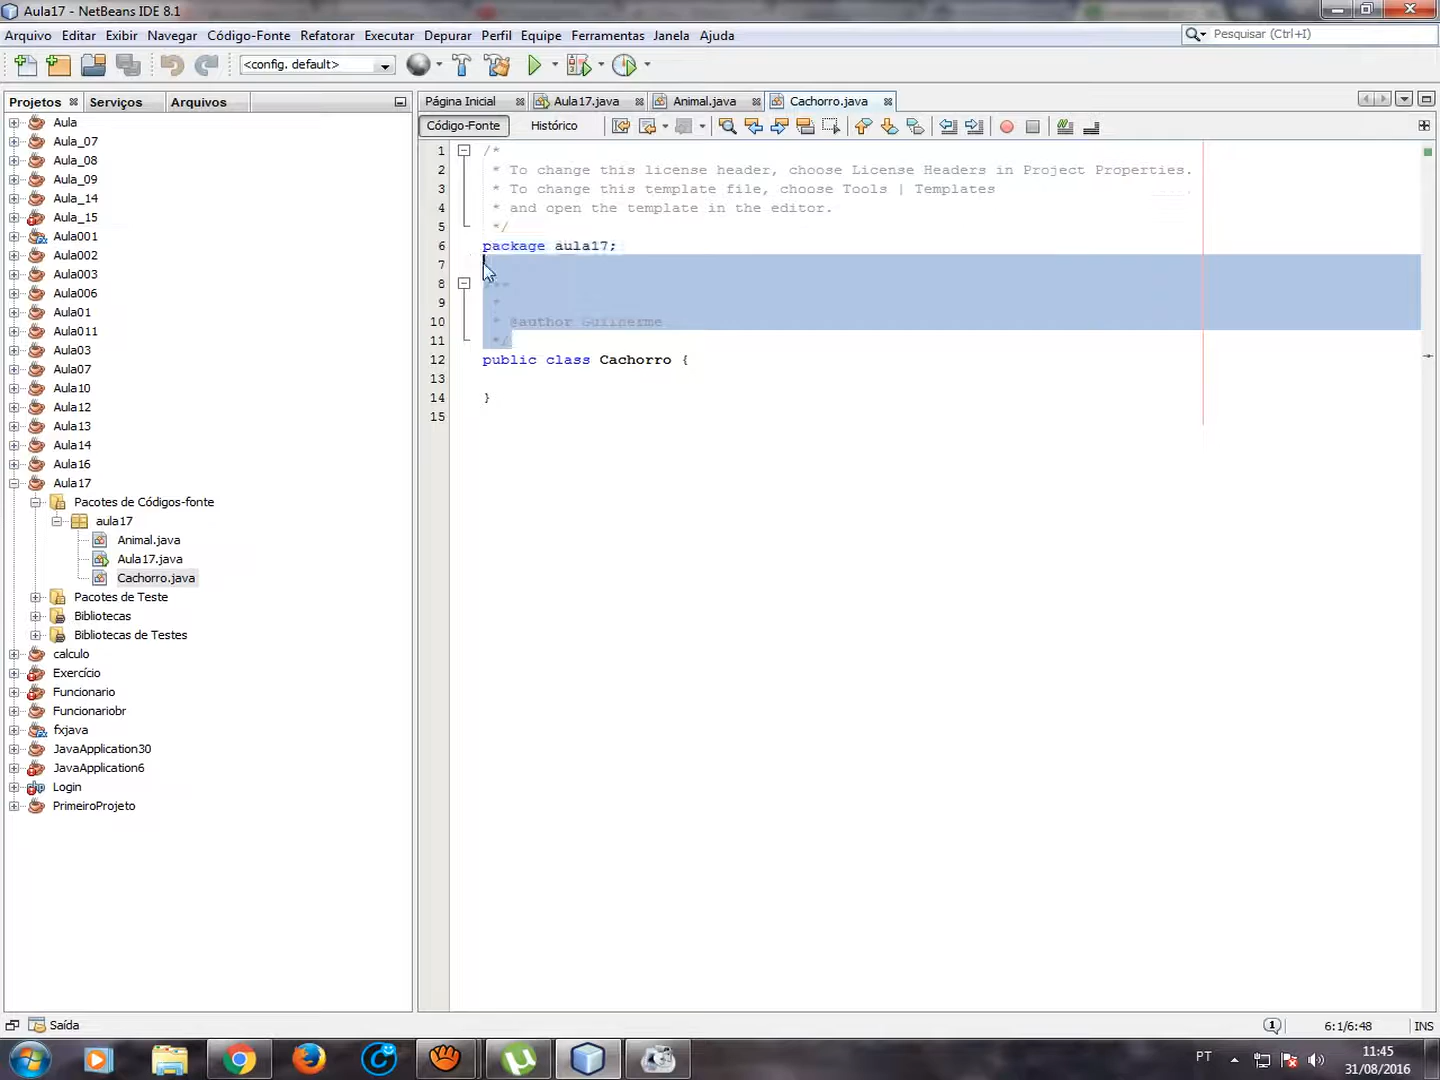 Aula17 - NetBeans IDE 8.1
Arquivo Editar Exibir Navegar Código-Fonte Refatorar Executar Depurar Perfil Equipe Ferramentas Janela Ajuda
Pesquisar (Ctrl+I)
<config. default>
Projetos Serviços Arquivos
Página Inicial Aula17.java Animal.java Cachorro.java
Código-Fonte Histórico
Aula
Aula_07
Aula_08
Aula_09
Aula_14
Aula_15
Aula001
Aula002
Aula003
Aula006
Aula01
Aula011
Aula03
Aula07
Aula10
Aula12
Aula13
Aula14
Aula16
Aula17
Pacotes de Códigos-fonte
aula17
Animal.java
Aula17.java
Cachorro.java
Pacotes de Teste
Bibliotecas
Bibliotecas de Testes
calculo
Exercício
Funcionario
Funcionariobr
fxjava
JavaApplication30
JavaApplication6
Login
PrimeiroProjeto
1 /*
2 * To change this license header, choose License Headers in Project Properties.
3 * To change this template file, choose Tools | Templates
4 * and open the template in the editor.
5 */
6 package aula17;
7
8 /**
9 *
10 * @author Guilherme
11 */
12 public class Cachorro {
13
14 }
15
Saída
1
6:1/6:48 INS
PT
11:45
31/08/2016